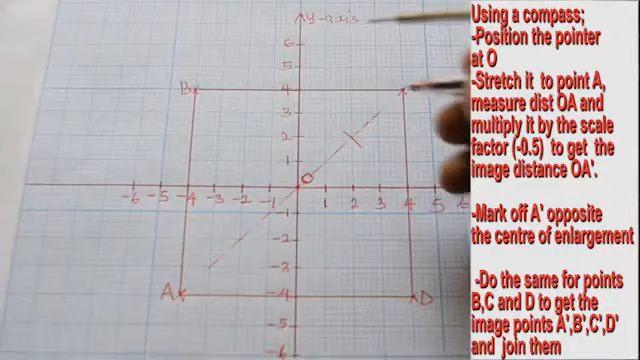 y-axis
6
5
B 4
3
2
1
O
-6 -5 -4 -3 -2 -1 1 2 3 4 5 6
-1
-2
-3
A -4 D
-5
-6
Using a compass;
-Position the pointer
at O
-Stretch it to point A,
measure dist OA and
multiply it by the scale
factor (-0.5) to get the
image distance OA'.
-Mark off A' opposite
the centre of enlargement
-Do the same for points
B,C and D to get the
image points A',B',C',D'
and join them